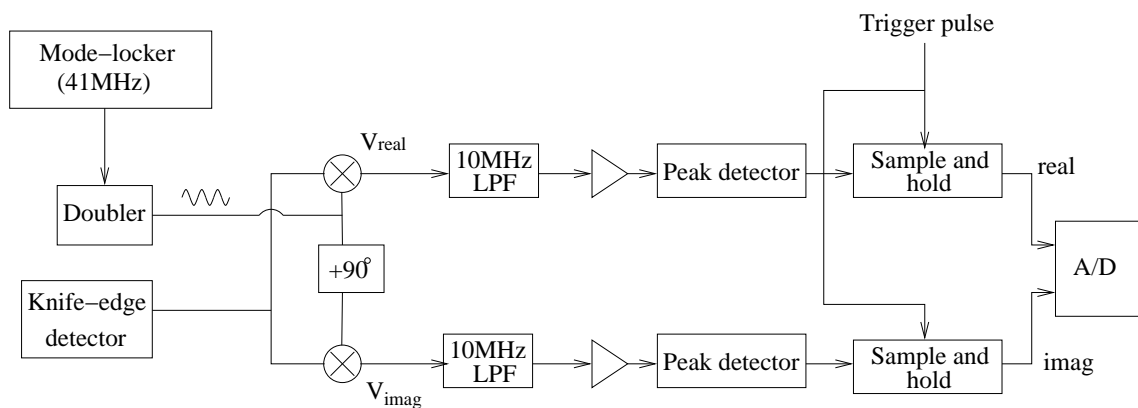 Trigger pulse
Mode−locker
(41MHz)
Vreal
10MHz
LPF
Peak detector
Sample and
hold
real
Doubler
+90°
A/D
Knife−edge
detector
Vimag
10MHz
LPF
Peak detector
Sample and
hold
imag